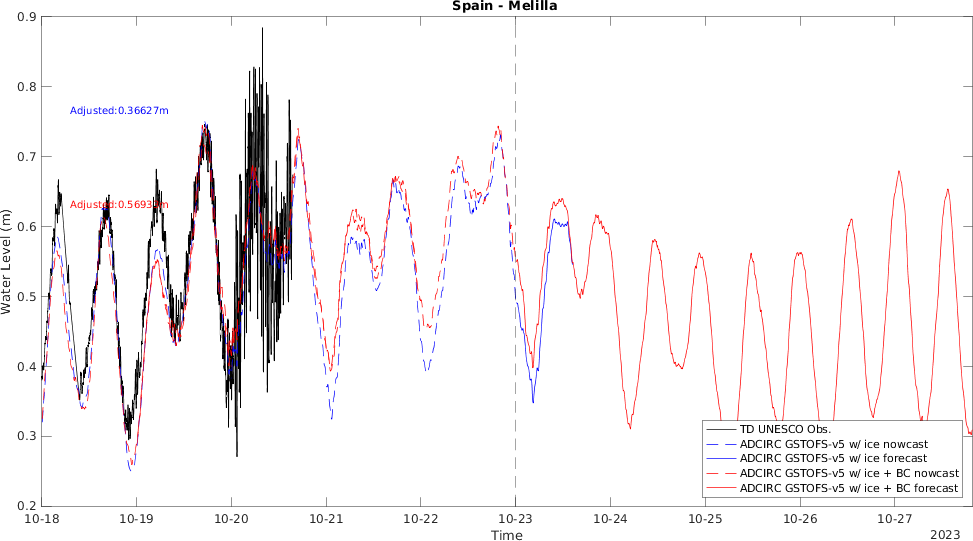 Spain - Melilla
0.9
0.8
0.7
0.6
0.5
0.4
0.3
0.2
Water Level (m)
Adjusted:0.36627m
Adjusted:0.5693 m
TD UNESCO Obs.
ADCIRC GSTOFS-v5 w/ ice nowcast
ADCIRC GSTOFS-v5 w/ ice forecast
ADCIRC GSTOFS-v5 w/ ice + BC nowcast
ADCIRC GSTOFS-v5 w/ ice + BC forecast
10-18 10-19 10-20 10-21 10-22 10-23 10-24 10-25 10-26 10-27
Time
2023